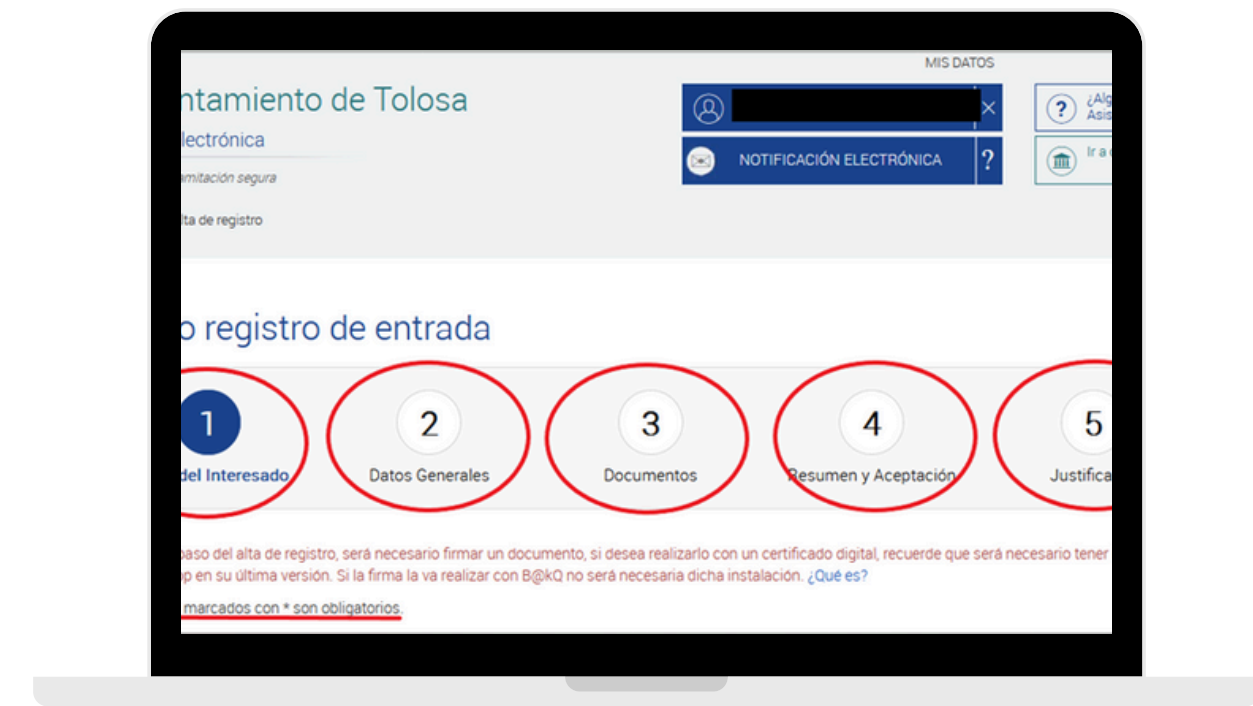 MIS DATOS
ntamiento de Tolosa
¿Alg
Asis
lectrónica
NOTIFICACIÓN ELECTRÓNICA ?
Ir a
amitación segura
lta de registro
o registro de entrada
1 2 3 4 5
del Interesado Datos Generales Documentos Resumen y Aceptación Justifica
paso del alta de registro, será necesario firmar un documento, si desea realizarlo con un certificado digital, recuerde que será necesario tener
pp en su última versión. Si la firma la va realizar con B@kQ no será necesaria dicha instalación. ¿Qué es?
marcados con * son obligatorios.